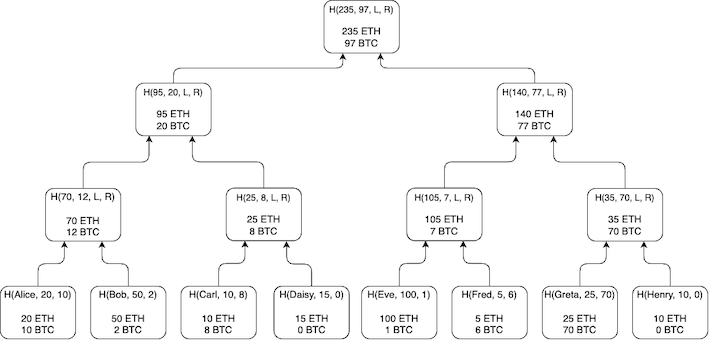 H(235, 97, L, R)
235 ETH
97 BTC
H(95, 20, L, R)
95 ETH
20 BTC
H(140, 77, L, R)
140 ETH
77 BTC
H(70, 12, L, R)
70 ETH
12 BTC
H(25, 8, L, R)
25 ETH
8 BTC
H(105, 7, L, R)
105 ETH
7 BTC
H(35, 70, L, R)
35 ETH
70 BTC
H(Alice, 20, 10)
20 ETH
10 BTC
H(Bob, 50, 2)
50 ETH
2 BTC
H(Carl, 10, 8)
10 ETH
8 BTC
H(Daisy, 15, 0)
15 ETH
0 BTC
H(Eve, 100, 1)
100 ETH
1 BTC
H(Fred, 5, 6)
5 ETH
6 BTC
H(Greta, 25, 70)
25 ETH
70 BTC
H(Henry, 10, 0)
10 ETH
0 BTC